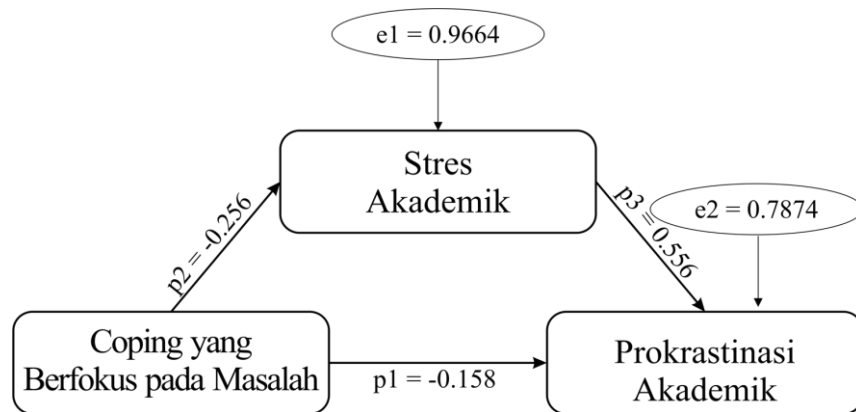 e1 = 0.9664
Stres
Akademik
p2 = -0.256
p3 = 0.556
e2 = 0.7874
Coping yang
Berfokus pada Masalah
p1 = -0.158
Prokrastinasi
Akademik